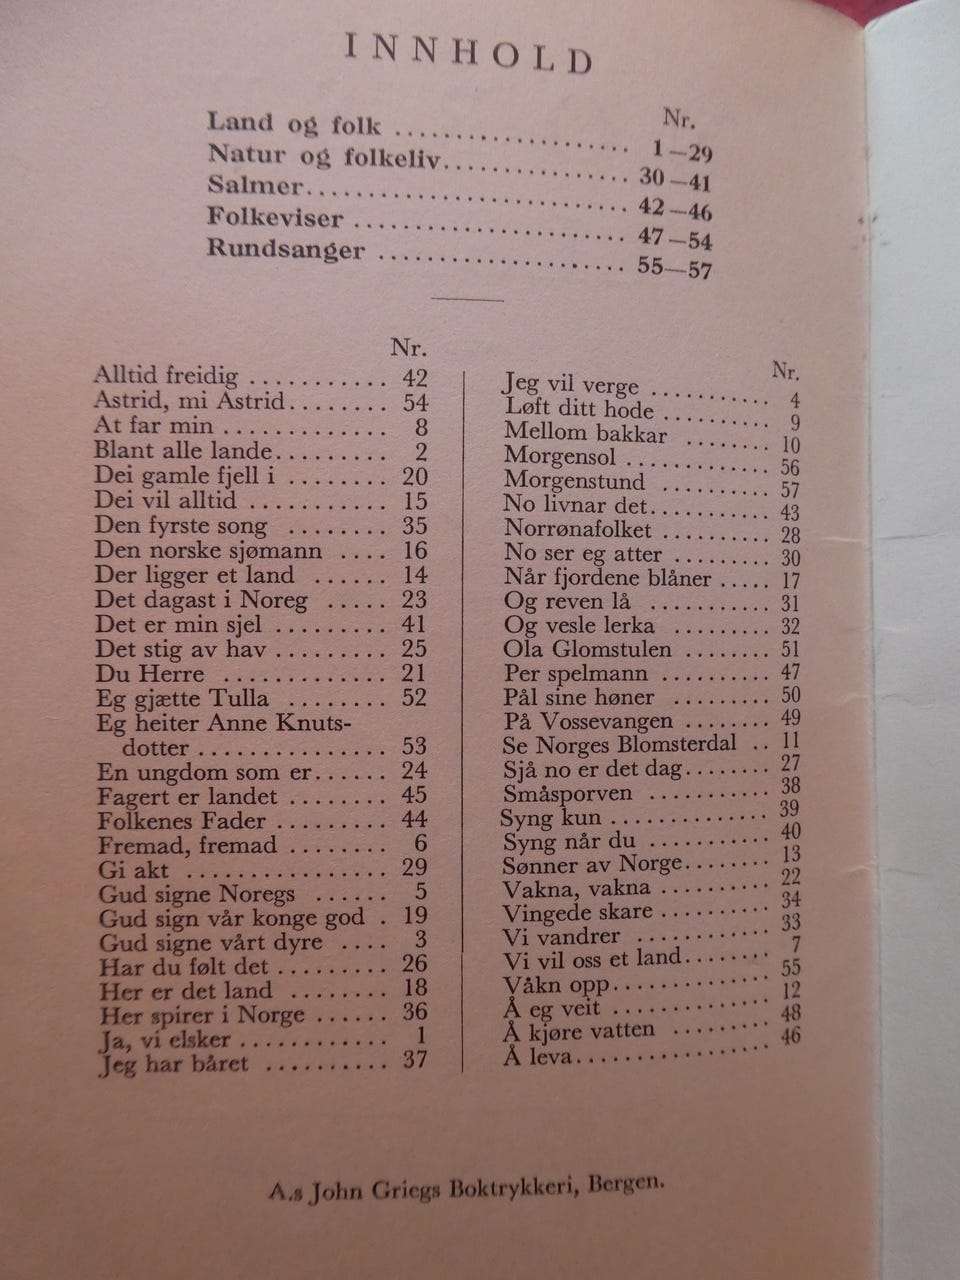 INNHOLD
Nr.
Land og folk .................... 1—29
Natur og folkeliv................ 30—41
Salmer........................... 42—46
Folkeviser ...................... 47—54
Rundsanger .................... 55—57
Nr.
Alltid freidig ........... 42
Astrid, mi Astrid........ 54
At far min ............. 8
Blant alle lande......... 2
Dei gamle fjell i ........ 20
Dei vil alltid ........... 15
Den fyrste song ........ 35
Den norske sjømann .... 16
Der ligger et land ...... 14
Det dagast i Noreg ..... 23
Det er min sjel ......... 41
Det stig av hav ......... 25
Du Herre ............. 21
Eg gjætte Tulla ........ 52
Eg heiter Anne Knuts-
dotter ............... 53
En ungdom som er...... 24
Fagert er landet ........ 45
Folkenes Fader ......... 44
Fremad, fremad ........ 6
Gi akt ................ 29
Gud signe Noregs ...... 5
Gud sign vår konge god . 19
Gud signe vårt dyre .... 3
Har du følt det ......... 26
Her er det land ........ 18
Her spirer i Norge ...... 36
Ja, vi elsker ............ 1
Jeg har båret .......... 37
Nr.
Jeg vil verge .......... 4
Løft ditt hode ......... 9
Mellom bakkar ........ 10
Morgensol ............. 56
Morgenstund .......... 57
No livnar det........... 43
Norrønafolket .......... 28
No ser eg atter ......... 30
Når fjordene blåner ..... 17
Og reven lå ........... 31
Og vesle lerka ......... 32
Ola Glomstulen ........ 51
Per spelmann .......... 47
Pål sine høner ......... 50
På Vossevangen ........ 49
Se Norges Blomsterdal .. 11
Sjå no er det dag........ 27
Småsporven ........... 38
Syng kun .............. 39
Syng når du ........... 40
Sønner av Norge........ 13
Vakna, vakna .......... 22
Vingede skare .......... 34
Vi vandrer ............ 33
Vi vil oss et land........ 7
Våkn opp.............. 55
Å eg veit .............. 12
Å kjøre vatten ......... 48
Å leva................. 46
A.s John Griegs Boktrykkeri, Bergen.